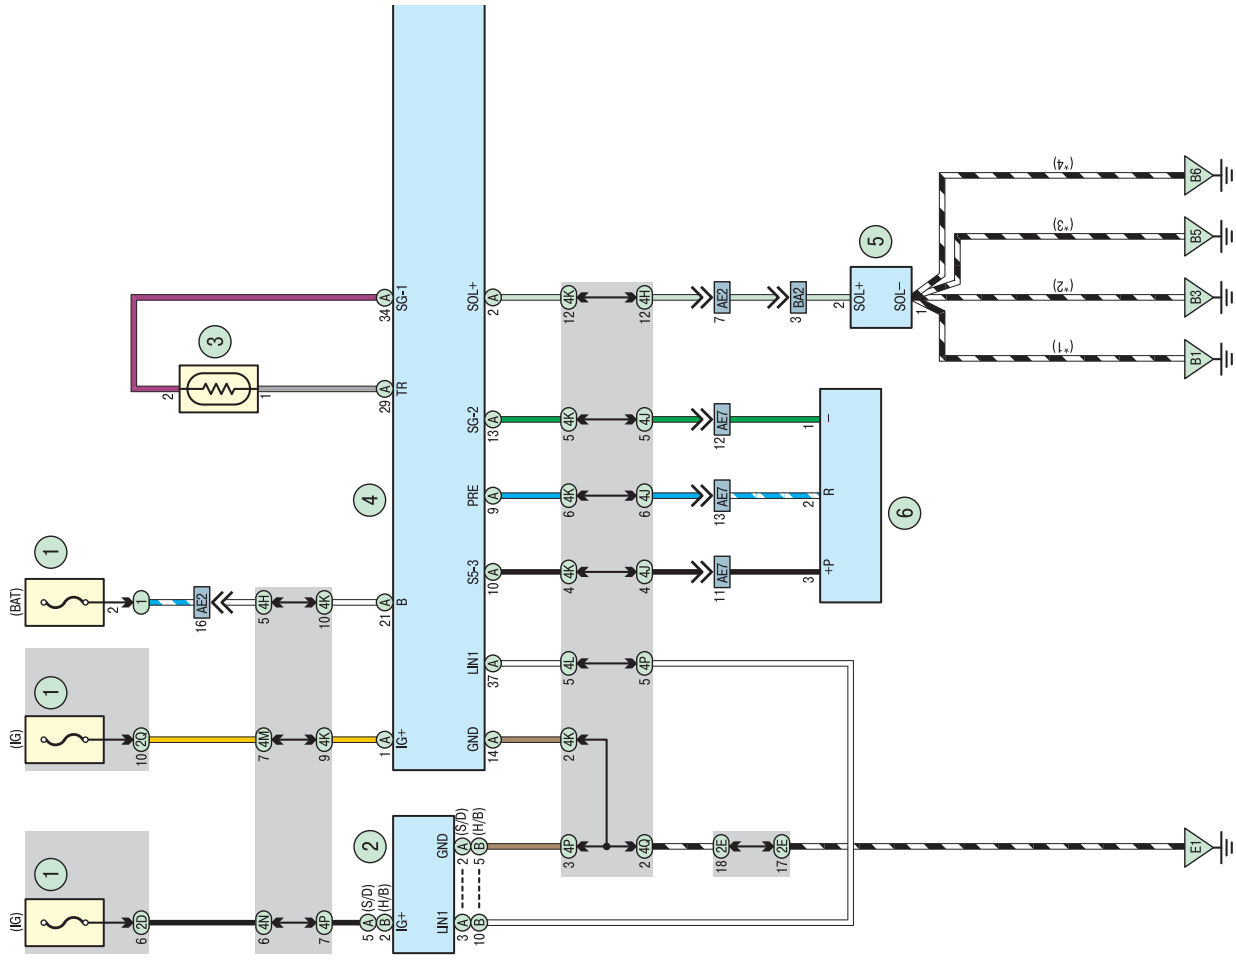 (IG) (IG) (BAT)
1 1 1
2
6 2D 10 2Q 1
2
16 AE2
3
6 4N 7 4M 5 4H 1
7 4P 9 4K 10 4K
5 A (S/D) 2 4
2 B (H/B) 1 A 21 A 29 A 34 A
IG+ IG+ B TR SG-1
LIN1 GND
3 A 2 A (S/D)
GND LIN1 S5-3 PRE SG-2 SOL+
10 B 5 B (H/B)
14 A 37 A 10 A 9 A 13 A 2 A
3 4P 2 4K 5 4L 4 4K 6 4K 5 4K 12 4K
2 4Q 5 4P 4 4J 6 4J 5 4J 12 4H
18 2E 11 AE7 13 AE7 12 AE7 7 AE2
17 2E 3 BA2
3 2 1 2
+P R – SOL+
5
SOL–
6
1
(*1) (*2) (*3) (*4)
E1 B1 B3 B5 B6